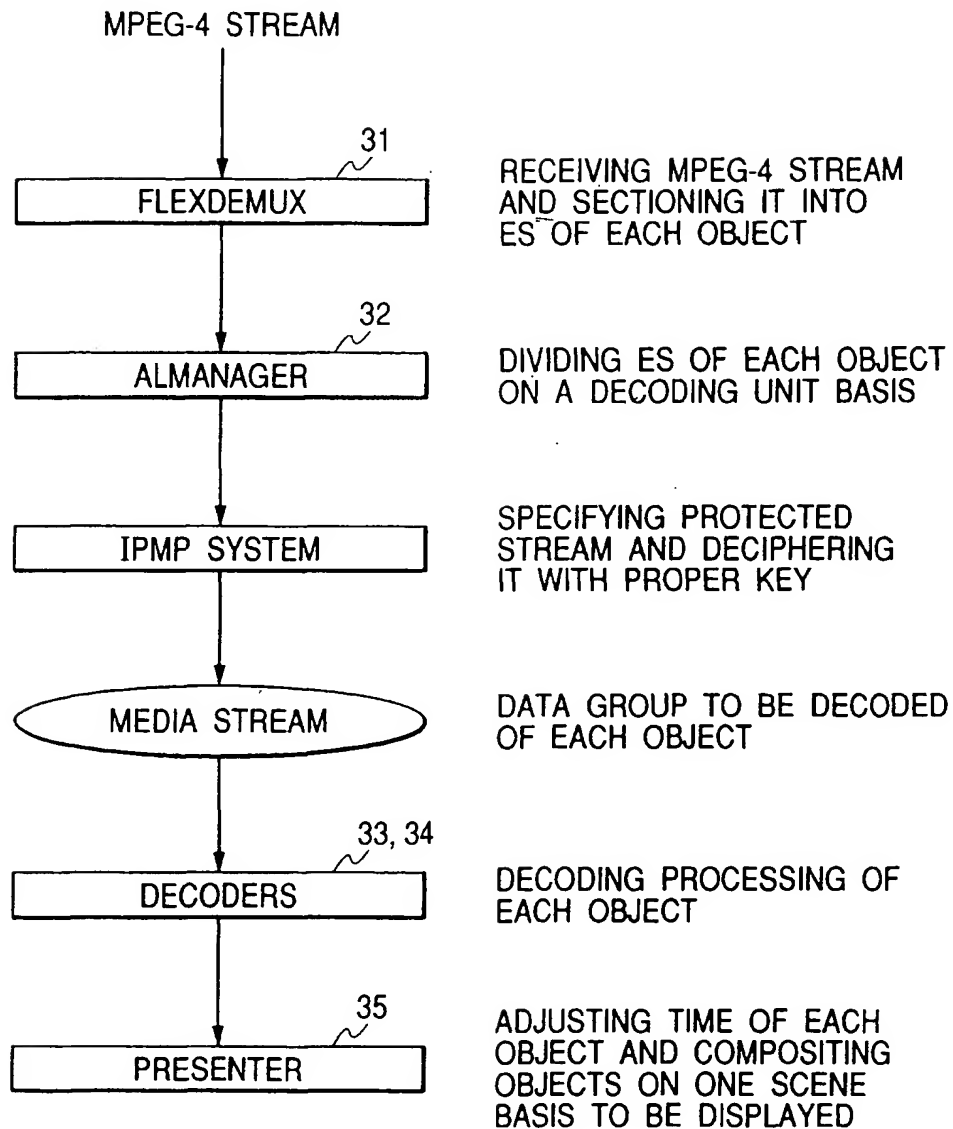 MPEG-4 STREAM
31
FLEXDEMUX
RECEIVING MPEG-4 STREAM
AND SECTIONING IT INTO
ES OF EACH OBJECT
32
ALMANAGER
DIVIDING ES OF EACH OBJECT
ON A DECODING UNIT BASIS
IPMP SYSTEM
SPECIFYING PROTECTED
STREAM AND DECIPHERING
IT WITH PROPER KEY
MEDIA STREAM
DATA GROUP TO BE DECODED
OF EACH OBJECT
33, 34
DECODERS
DECODING PROCESSING OF
EACH OBJECT
35
PRESENTER
ADJUSTING TIME OF EACH
OBJECT AND COMPOSITING
OBJECTS ON ONE SCENE
BASIS TO BE DISPLAYED